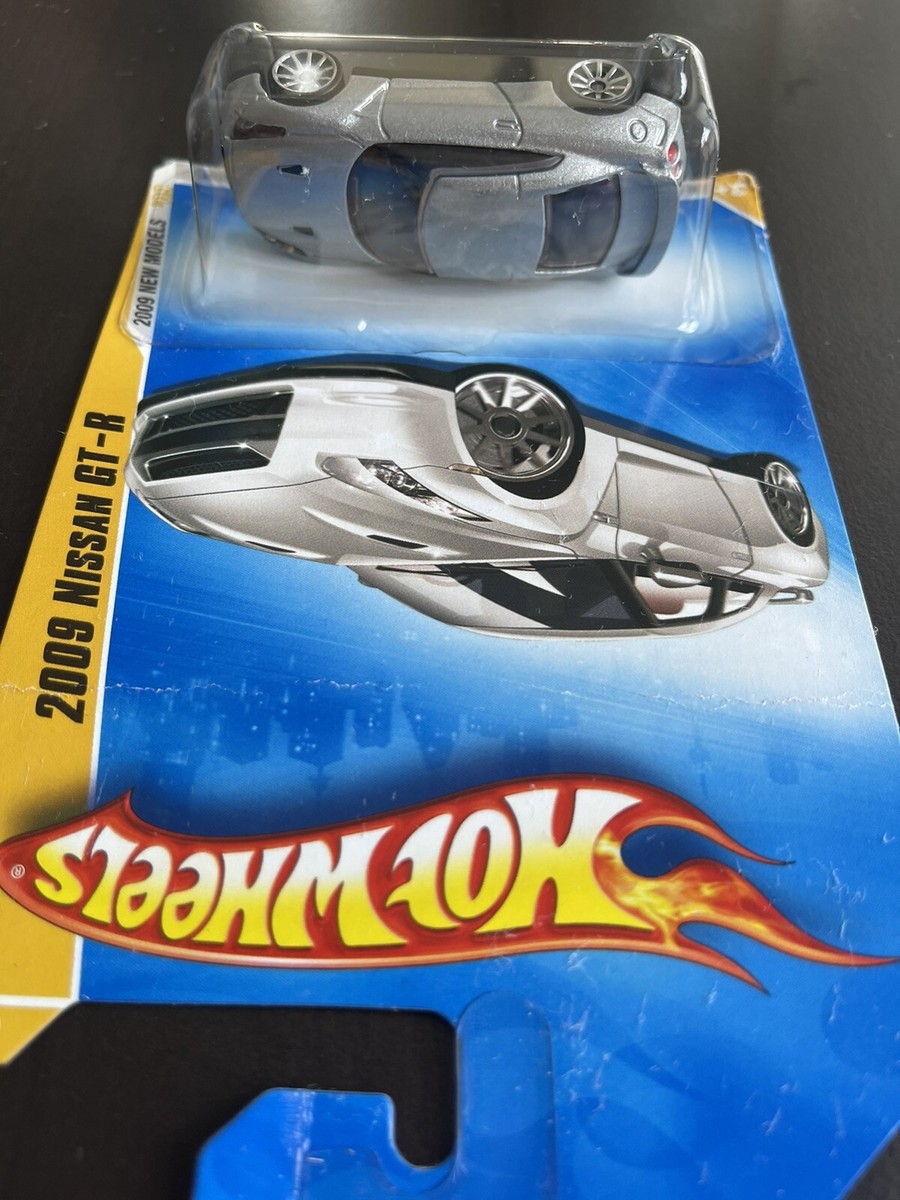 HOT WHEELS
®
2009 NISSAN GT-R
2009 NEW MODELS